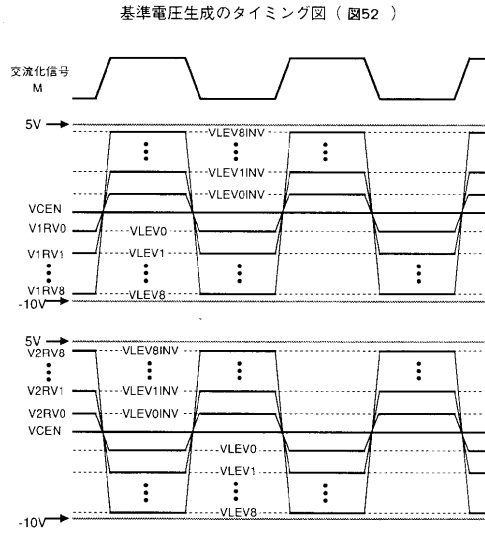 基準電圧生成のタイミング図（図52 ）
交流化信号
M
5V
VLEV8INV
VLEV1INV
VLEV0INV
VCEN
V1RV0
VLEV0
V1RV1
VLEV1
V1RV8
VLEV8
-10V
5V
V2RV8
VLEV8INV
V2RV1
VLEV1INV
V2RV0
VLEV0INV
VCEN
VLEV0
VLEV1
VLEV8
-10V